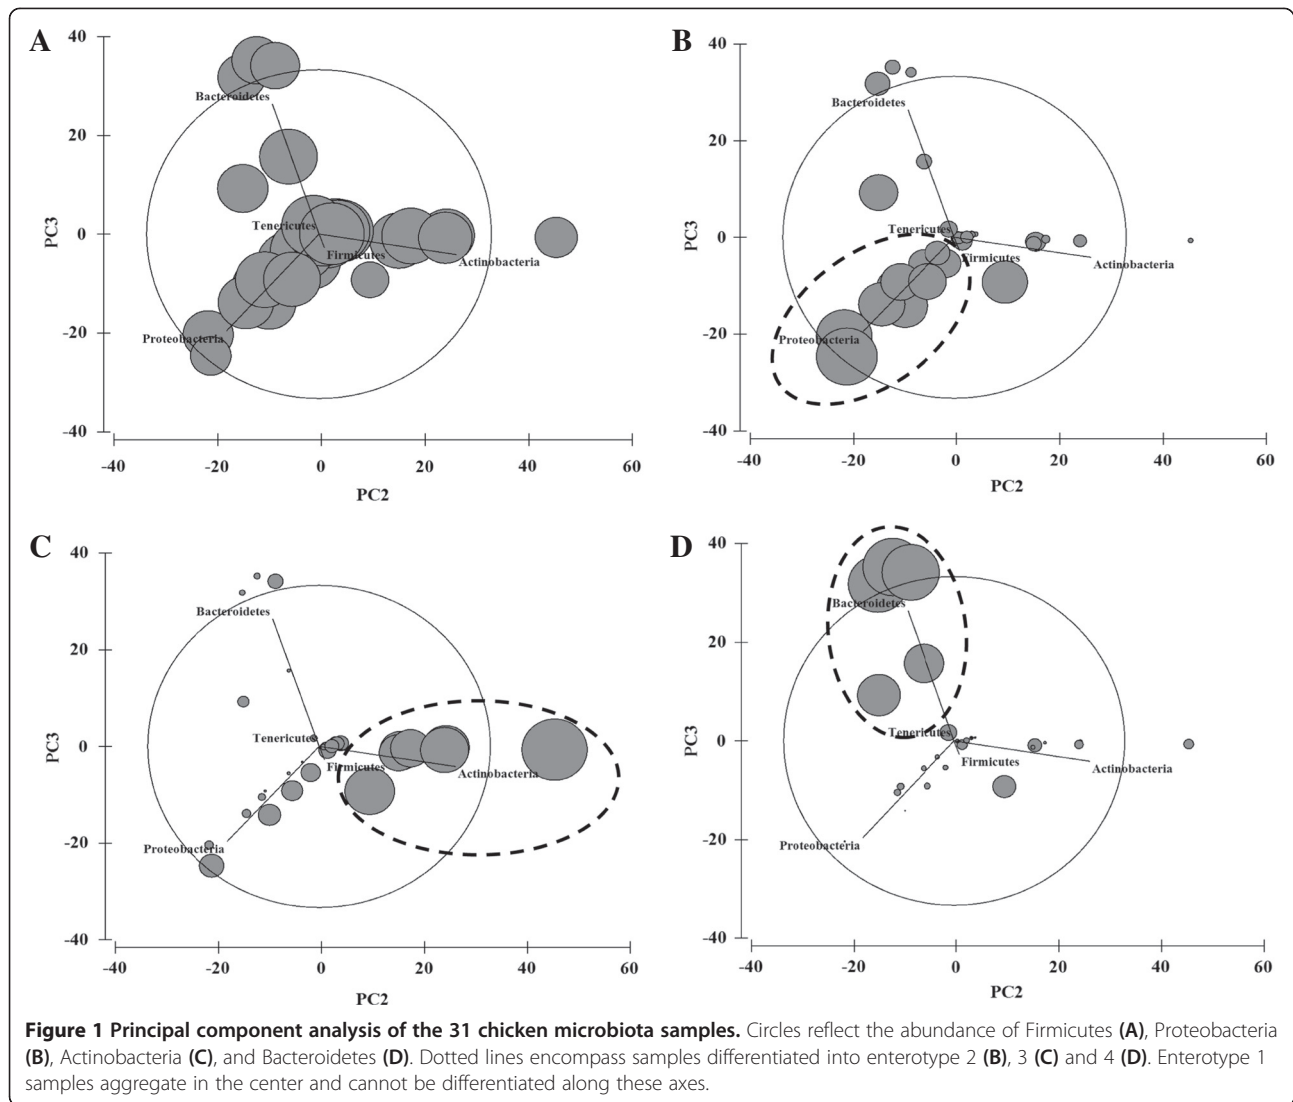 A
40
20
0
-20
-40
PC3
Bacteroidetes
Tenericutes
Firmicutes
Actinobacteria
Proteobacteria
-40
-20
0
20
40
60
PC2
B
40
20
0
-20
-40
PC3
Bacteroidetes
Tenericutes
Firmicutes
Actinobacteria
Proteobacteria
-40
-20
0
20
40
60
PC2
C
40
20
0
-20
-40
PC3
Bacteroidetes
Tenericutes
Firmicutes
Actinobacteria
Proteobacteria
-40
-20
0
20
40
60
PC2
D
40
20
0
-20
-40
PC3
Bacteroidetes
Tenericutes
Firmicutes
Actinobacteria
Proteobacteria
-40
-20
0
20
40
60
PC2
Figure 1 Principal component analysis of the 31 chicken microbiota samples. Circles reflect the abundance of Firmicutes (A), Proteobacteria
(B), Actinobacteria (C), and Bacteroidetes (D). Dotted lines encompass samples differentiated into enterotype 2 (B), 3 (C) and 4 (D). Enterotype 1
samples aggregate in the center and cannot be differentiated along these axes.